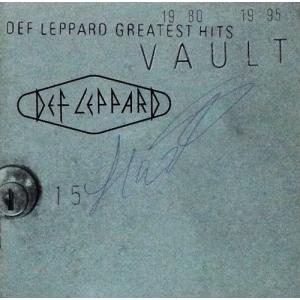 19 80 19 95
DEF LEPPARD GREATEST HITS
VAULT
DEF LEPPARD
15